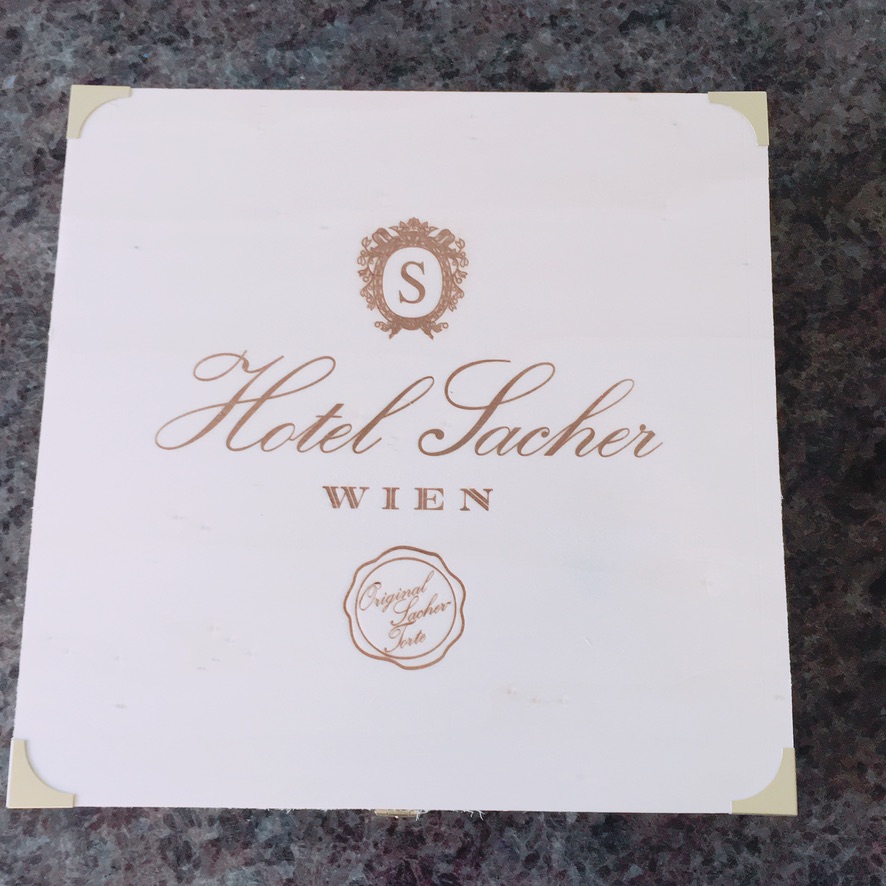 S
Hotel Sacher
WIEN
Original
Sacher-
Torte